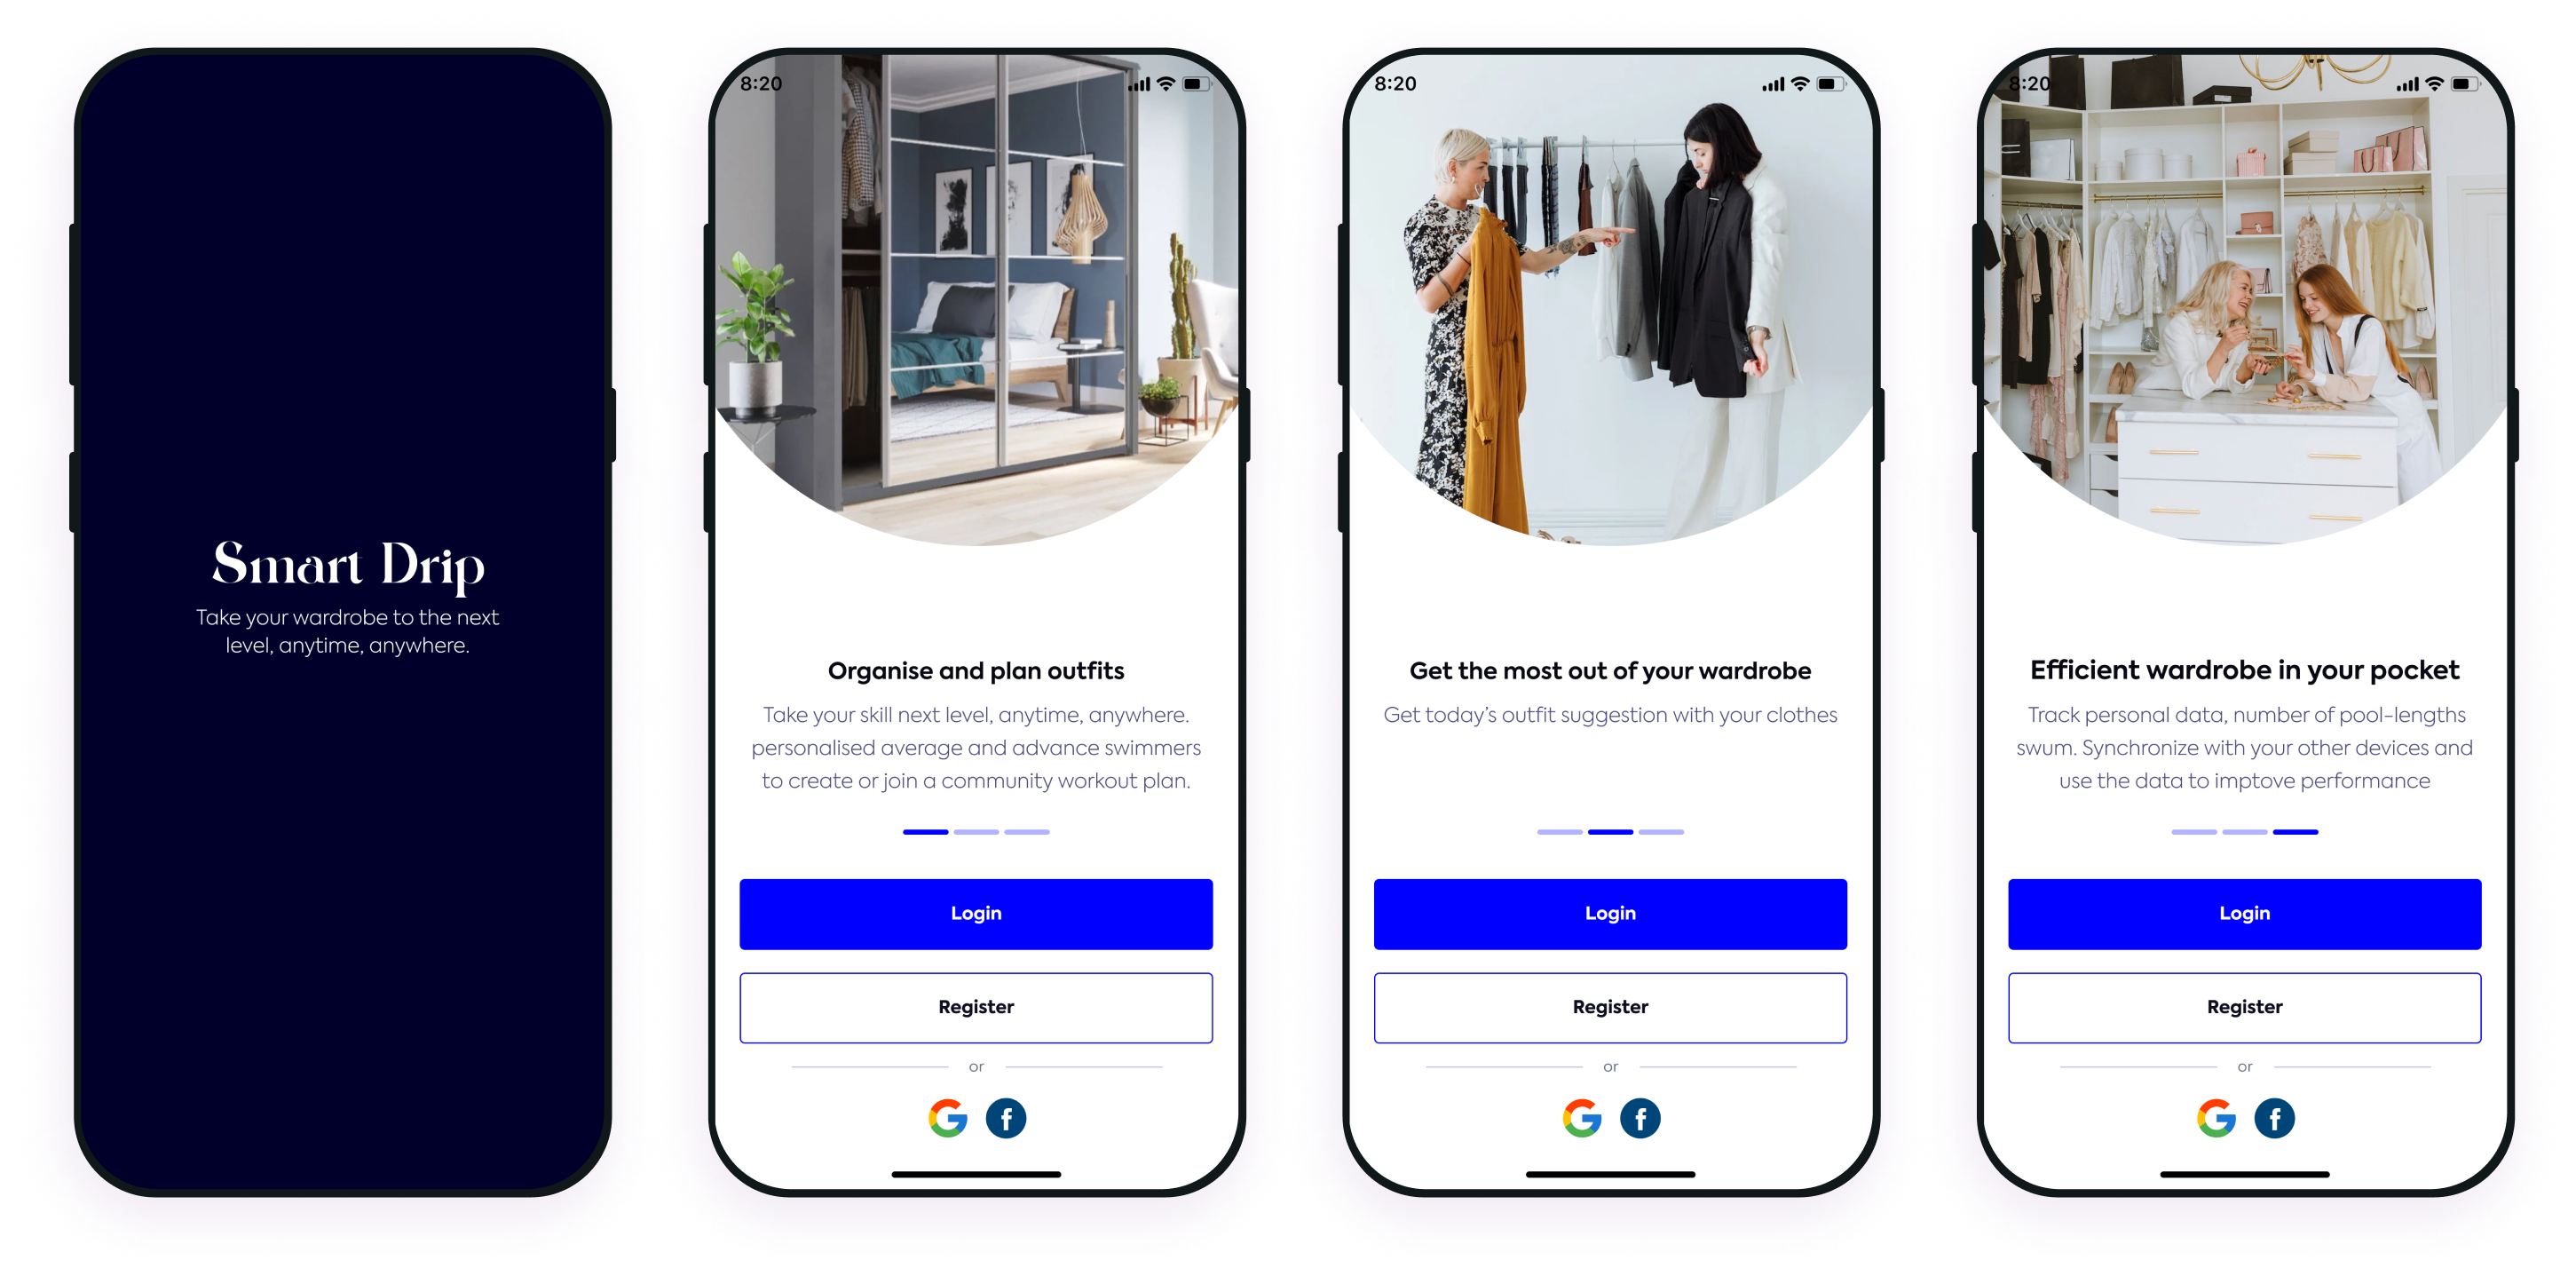 Smart Drip
Take your wardrobe to the next
level, anytime, anywhere.
8:20
Organise and plan outfits
Take your skill next level, anytime, anywhere.
personalised average and advance swimmers
to create or join a community workout plan.
Login
Register
or
8:20
Get the most out of your wardrobe
Get today’s outfit suggestion with your clothes
Login
Register
or
8:20
Efficient wardrobe in your pocket
Track personal data, number of pool-lengths
swum. Synchronize with your other devices and
use the data to imptove performance
Login
Register
or